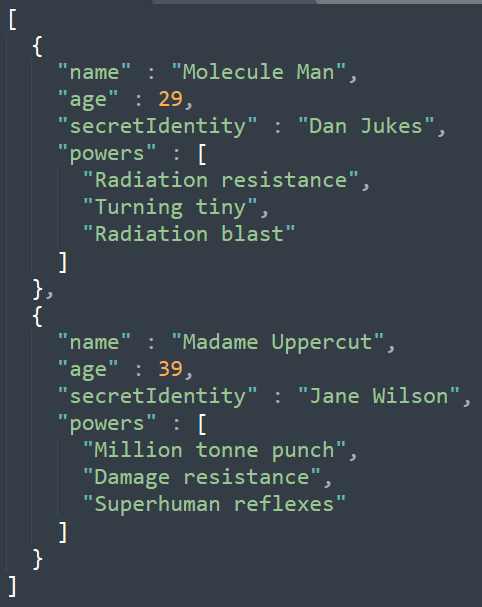 [
  {
    "name" : "Molecule Man",
    "age" : 29,
    "secretIdentity" : "Dan Jukes",
    "powers" : [
      "Radiation resistance",
      "Turning tiny",
      "Radiation blast"
    ]
  },
  {
    "name" : "Madame Uppercut",
    "age" : 39,
    "secretIdentity" : "Jane Wilson",
    "powers" : [
      "Million tonne punch",
      "Damage resistance",
      "Superhuman reflexes"
    ]
  }
]